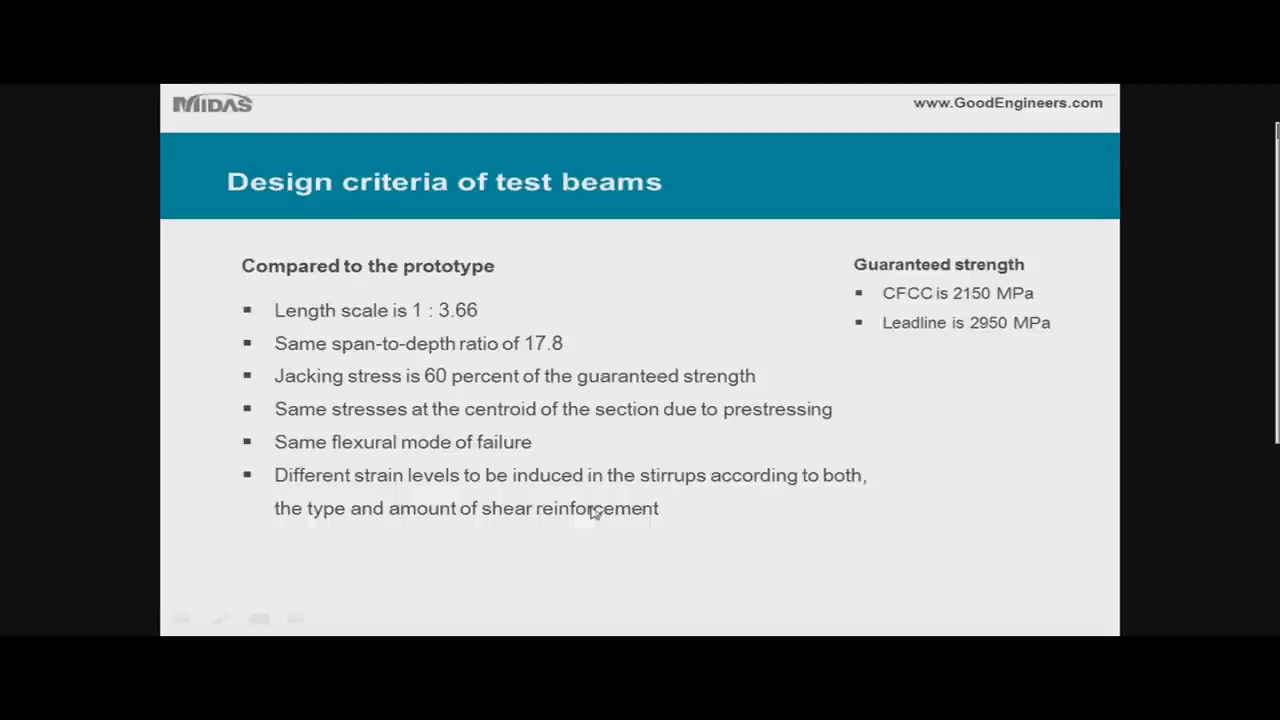 MIDAS
www.GoodEngineers.com
Design criteria of test beams
Compared to the prototype
▪ Length scale is 1 : 3.66
▪ Same span-to-depth ratio of 17.8
▪ Jacking stress is 60 percent of the guaranteed strength
▪ Same stresses at the centroid of the section due to prestressing
▪ Same flexural mode of failure
▪ Different strain levels to be induced in the stirrups according to both,
the type and amount of shear reinforcement
Guaranteed strength
▪ CFCC is 2150 MPa
▪ Leadline is 2950 MPa